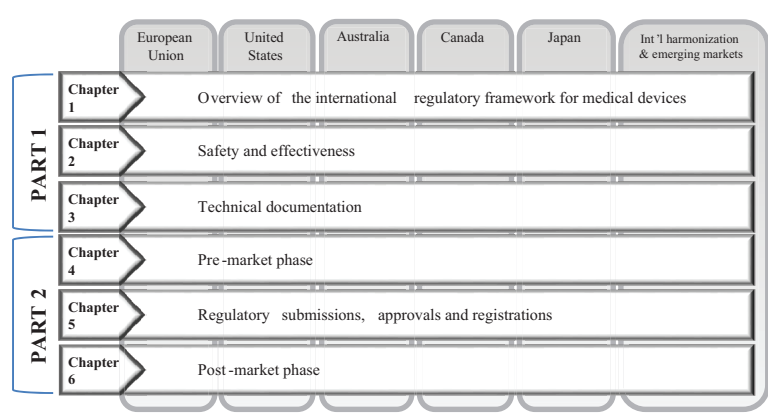 European
Union
United
States
Australia
Canada
Japan
Int'l harmonization
& emerging markets
PART 1
Chapter
1
Overview of the international regulatory framework for medical devices
Chapter
2
Safety and effectiveness
Chapter
3
Technical documentation
PART 2
Chapter
4
Pre-market phase
Chapter
5
Regulatory submissions, approvals and registrations
Chapter
6
Post-market phase